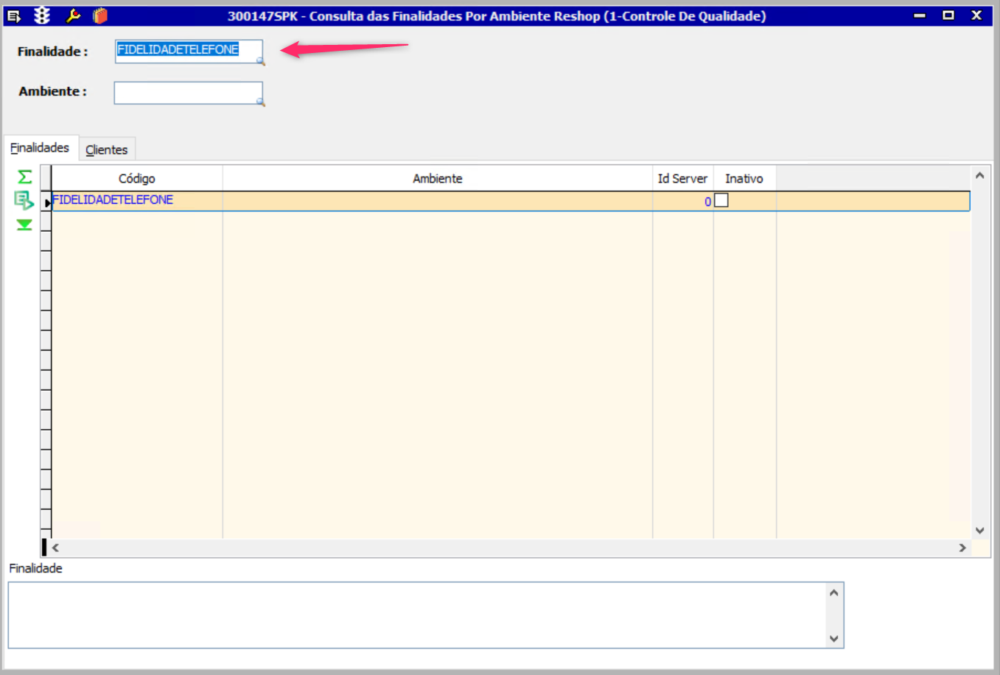 300147SPK - Consulta das Finalidades Por Ambiente Reshop (1-Controle De Qualidade)
Finalidade :
FIDELIDADETELEFONE
Ambiente :
Finalidades
Clientes
Código
Ambiente
Id Server
Inativo
FIDELIDADETELEFONE
0
Finalidade